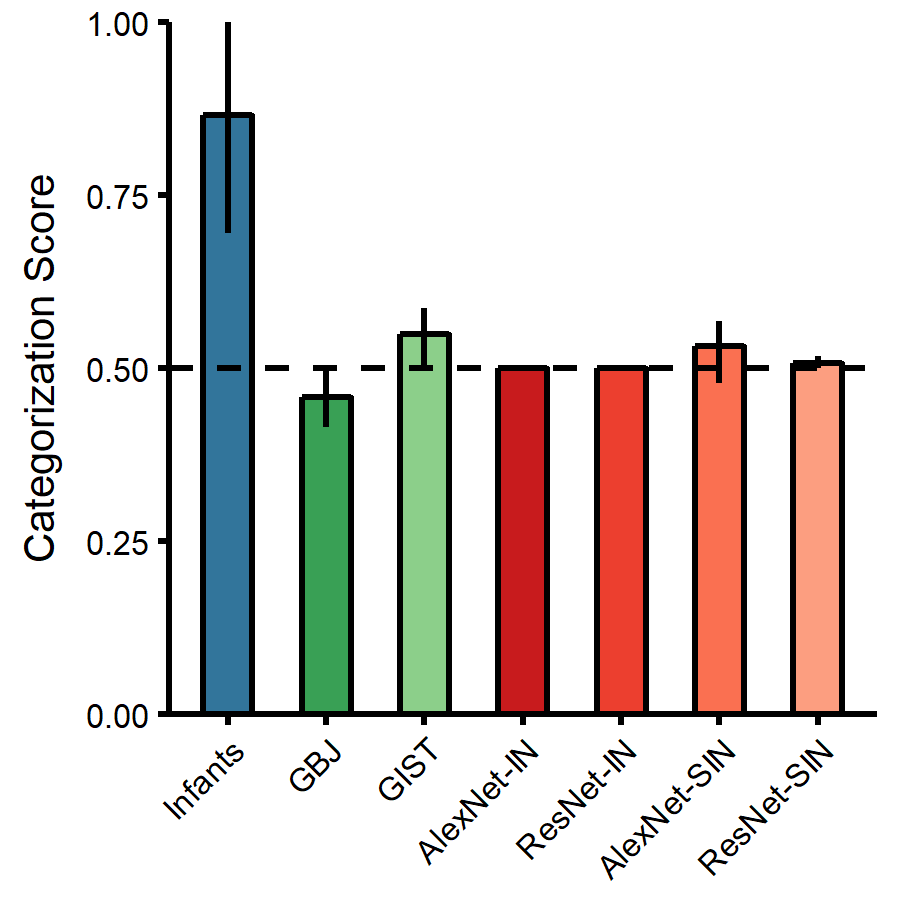 Categorization Score
1.00
0.75
0.50
0.25
0.00
Infants
GBJ
GIST
AlexNet-IN
ResNet-IN
AlexNet-SIN
ResNet-SIN